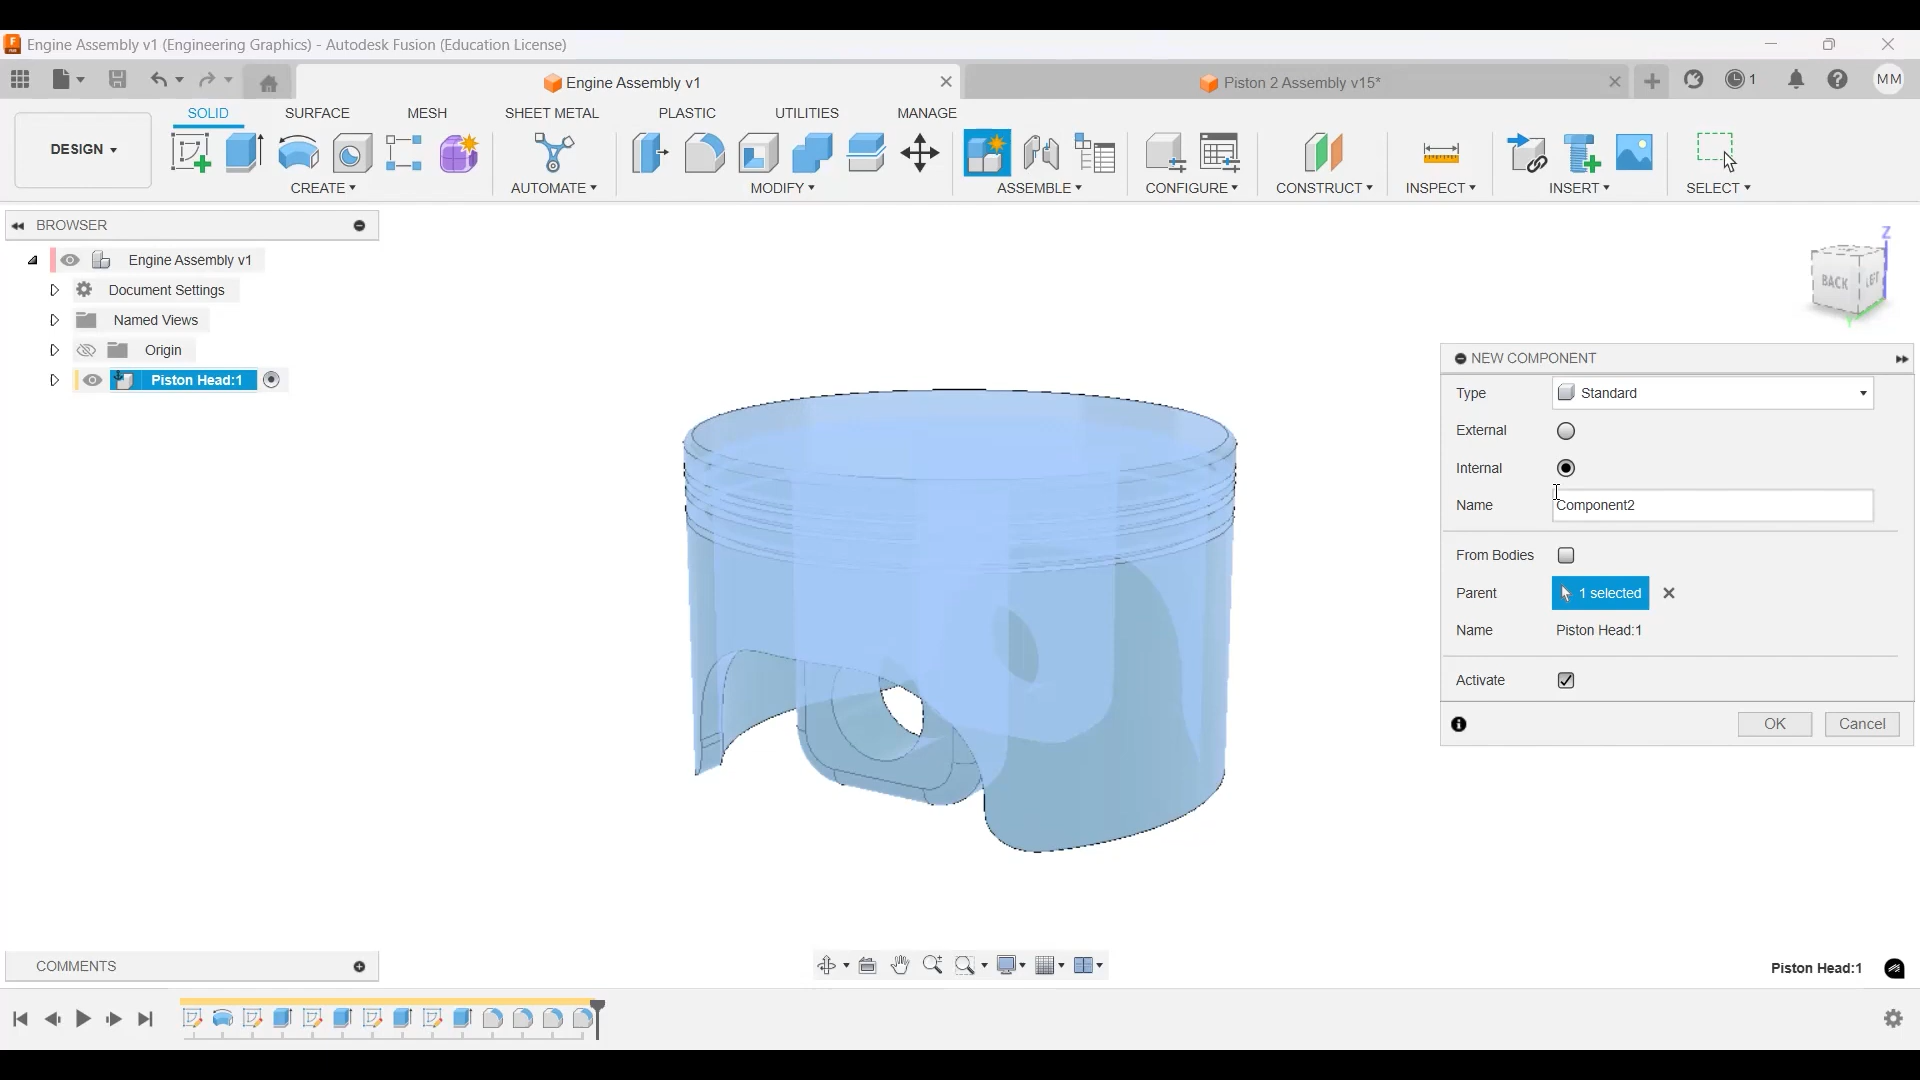 Engine Assembly v1 (Engineering Graphics) - Autodesk Fusion (Education License)
Engine Assembly v1
Piston 2 Assembly v15*
1
MM
SOLID
SURFACE
MESH
SHEET METAL
PLASTIC
UTILITIES
MANAGE
DESIGN
CREATE
AUTOMATE
MODIFY
ASSEMBLE
CONFIGURE
CONSTRUCT
INSPECT
INSERT
SELECT
BROWSER
Engine Assembly v1
Document Settings
Named Views
Origin
Piston Head:1
Z
BACK
LEFT
Y
NEW COMPONENT
Type
Standard
External
Internal
Name
Component2
From Bodies
Parent
1 selected
Name
Piston Head:1
Activate
OK
Cancel
COMMENTS
Piston Head:1